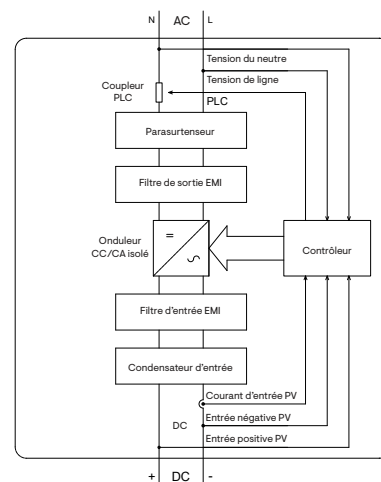 N AC L
Tension du neutre
Tension de ligne
Coupleur
PLC
PLC
Parasurtenseur
Filtre de sortie EMI
Onduleur
CC/CA isolé
=
Contrôleur
Filtre d'entrée EMI
Condensateur d'entrée
Courant d'entrée PV
DC
Entrée négative PV
Entrée positive PV
+ DC -